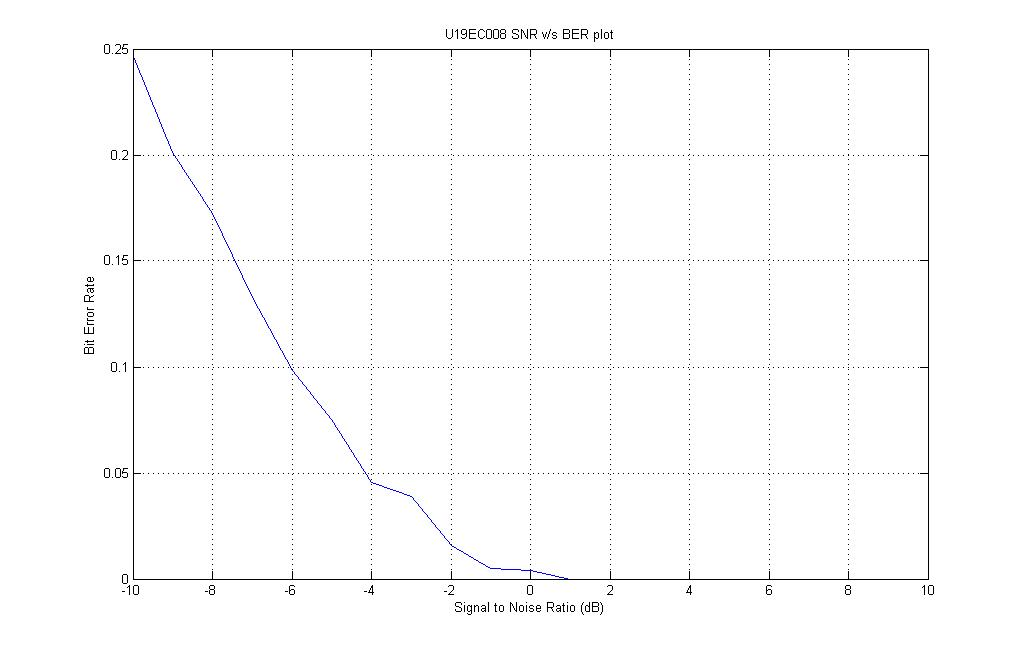 U19EC008 SNR v/s BER plot
0.25
0.2
0.15
0.1
0.05
0
Bit Error Rate
-10 -8 -6 -4 -2 0 2 4 6 8 10
Signal to Noise Ratio (dB)